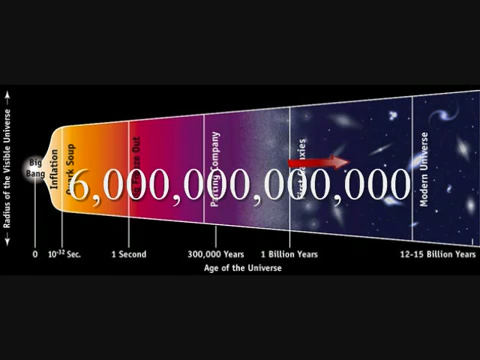 Radius of the Visible Universe
Big
Bang
Inflation
Quark Soup
Parting Company
First Galaxies
Modern Universe
6,000,000,000,000
0
10-32 Sec.
1 Second
300,000 Years
1 Billion Years
12-15 Billion Years
Age of the Universe